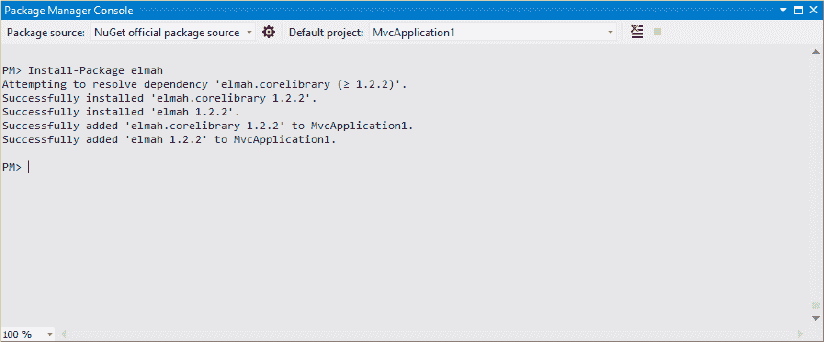 Package Manager Console
Package source: NuGet official package source Default project: MvcApplication1
PM> Install-Package elmah
Attempting to resolve dependency 'elmah.corelibrary (≥ 1.2.2)'.
Successfully installed 'elmah.corelibrary 1.2.2'.
Successfully installed 'elmah 1.2.2'.
Successfully added 'elmah.corelibrary 1.2.2' to MvcApplication1.
Successfully added 'elmah 1.2.2' to MvcApplication1.
PM>
100 %